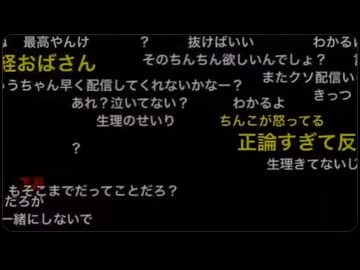 最高やんけ ？ 抜けばいい わかるに
経おばさん そのちんちん欲しいんでしょ？
またクソ配信い
うちゃん早く配信してくれないかなー？ きっつ
あれ？泣いてない？ わかるよ
生理のせいり ちんこが怒ってる
正論すぎて反
？ 生理きてないじ
もそこまでだってことだろ？
だろが
一緒にしないで